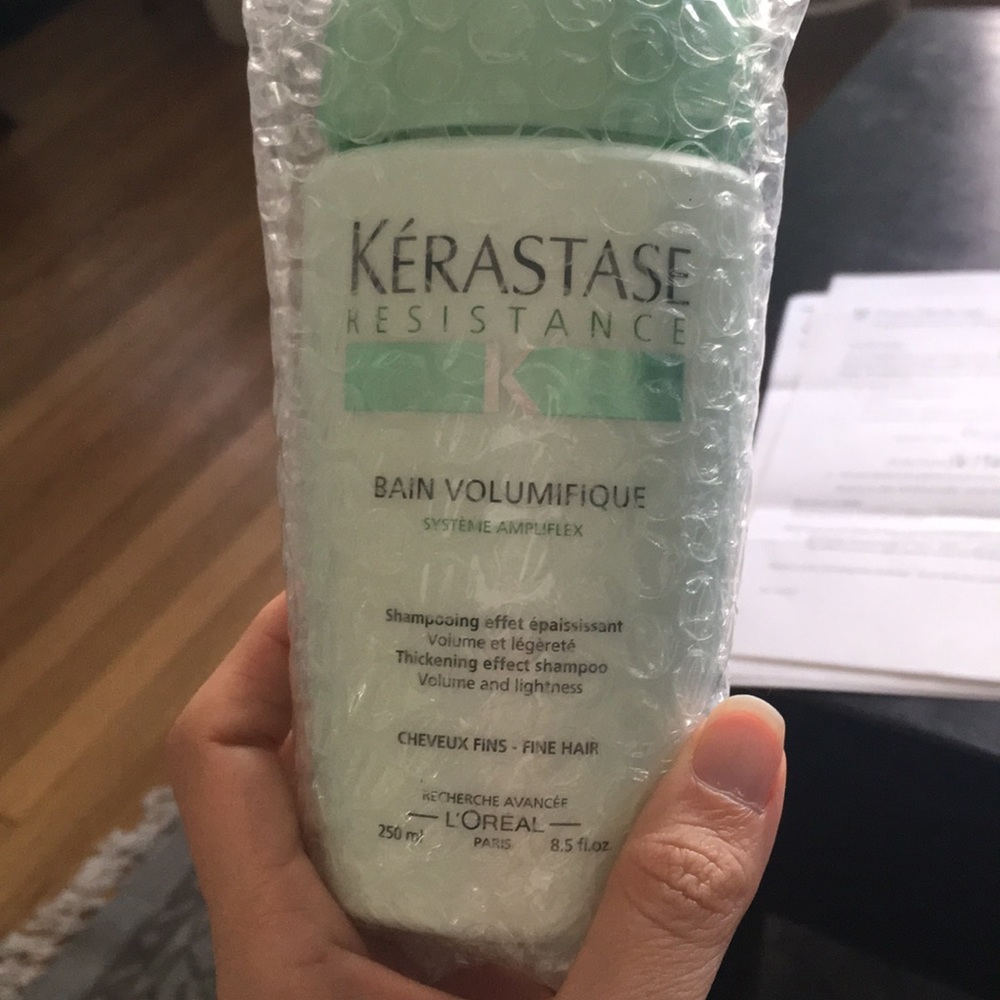 KÉRASTASE
RESISTANCE
K
BAIN VOLUMIFIQUE
SYSTÈME AMPLIFLEX
Shampooing effet épaississant
Volume et légèreté
Thickening effect shampoo
Volume and lightness
CHEVEUX FINS - FINE HAIR
RECHERCHE AVANCÉE
L'ORÉAL
PARIS
250 ml
8.5 fl.oz